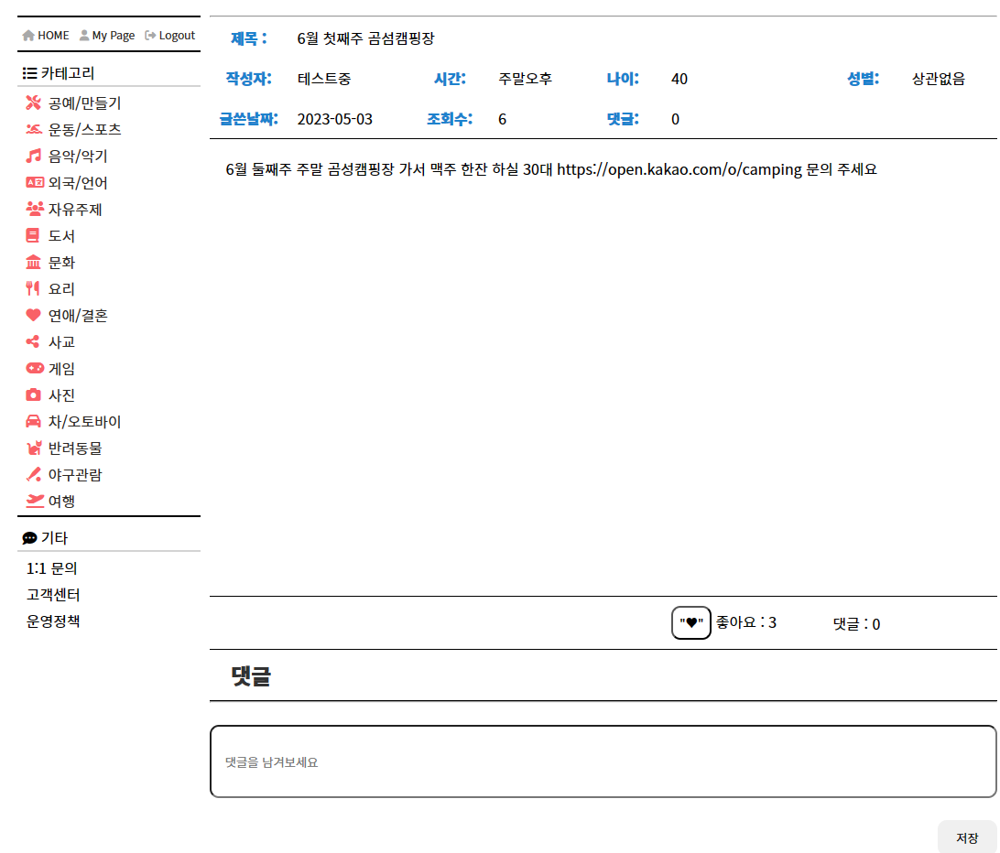 HOME My Page Logout
카테고리
공예/만들기
운동/스포츠
음악/악기
외국/언어
자유주제
도서
문화
요리
연애/결혼
사교
게임
사진
차/오토바이
반려동물
야구관람
여행
기타
1:1 문의
고객센터
운영정책
제목 : 6월 첫째주 곰섬캠핑장
작성자: 테스트중 시간: 주말오후 나이: 40 성별: 상관없음
글쓴날짜: 2023-05-03 조회수: 6 댓글: 0
6월 둘째주 주말 곰성캠핑장 가서 맥주 한잔 하실 30대 https://open.kakao.com/o/camping 문의 주세요
"♥" 좋아요 : 3 댓글 : 0
댓글
댓글을 남겨보세요
저장